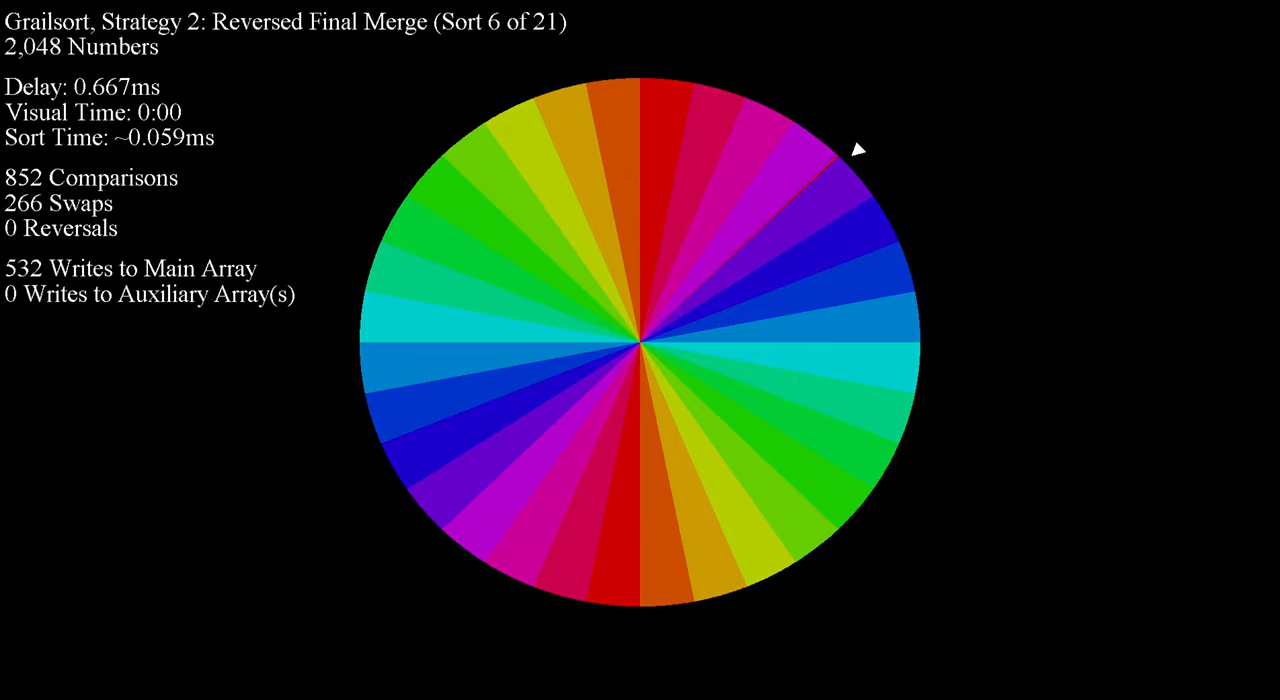 Grailsort, Strategy 2: Reversed Final Merge (Sort 6 of 21)
2,048 Numbers
Delay: 0.667ms
Visual Time: 0:00
Sort Time: ~0.059ms
852 Comparisons
266 Swaps
0 Reversals
532 Writes to Main Array
0 Writes to Auxiliary Array(s)